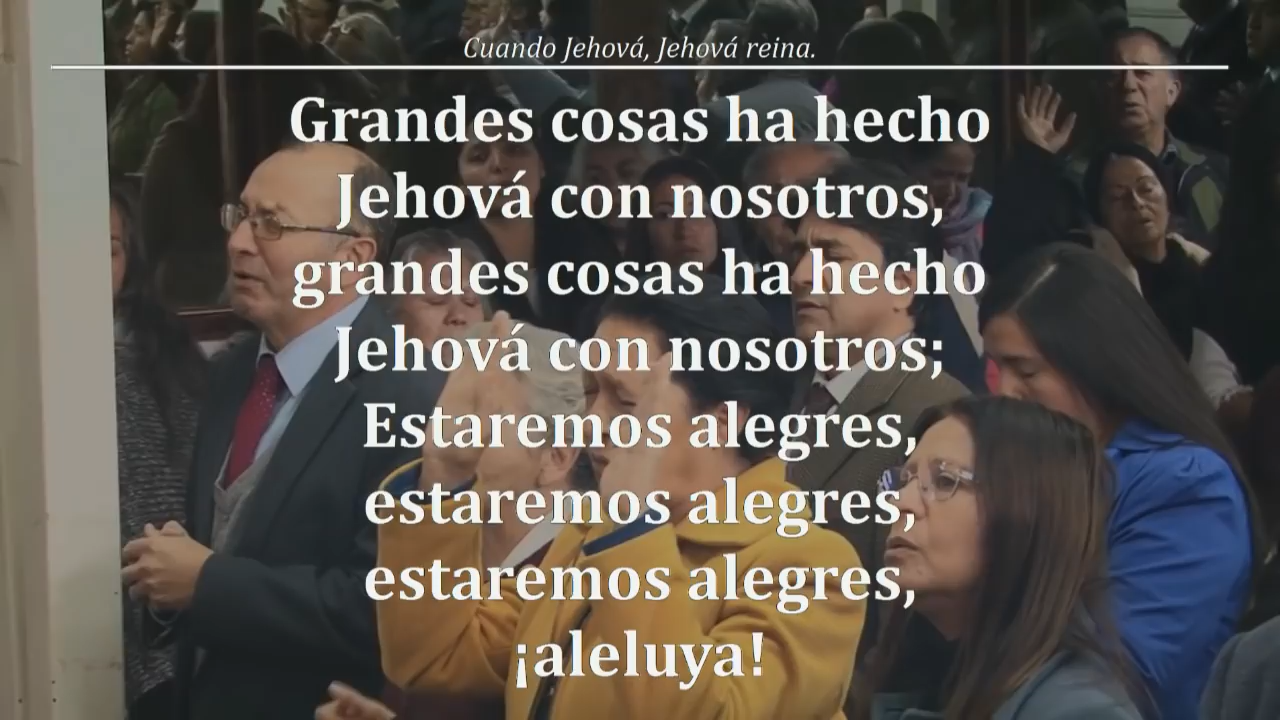 Cuando Jehová, Jehová reina.
Grandes cosas ha hecho
Jehová con nosotros,
grandes cosas ha hecho
Jehová con nosotros;
Estaremos alegres,
estaremos alegres,
estaremos alegres,
¡aleluya!